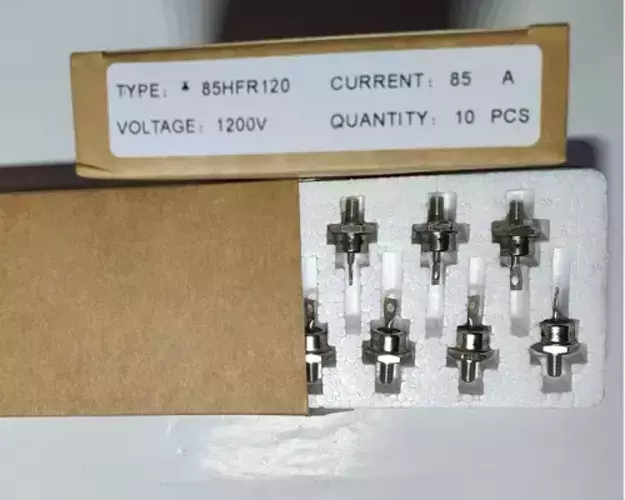 TYPE: 85HFR120 CURRENT: 85 A
VOLTAGE: 1200V QUANTITY: 10 PCS